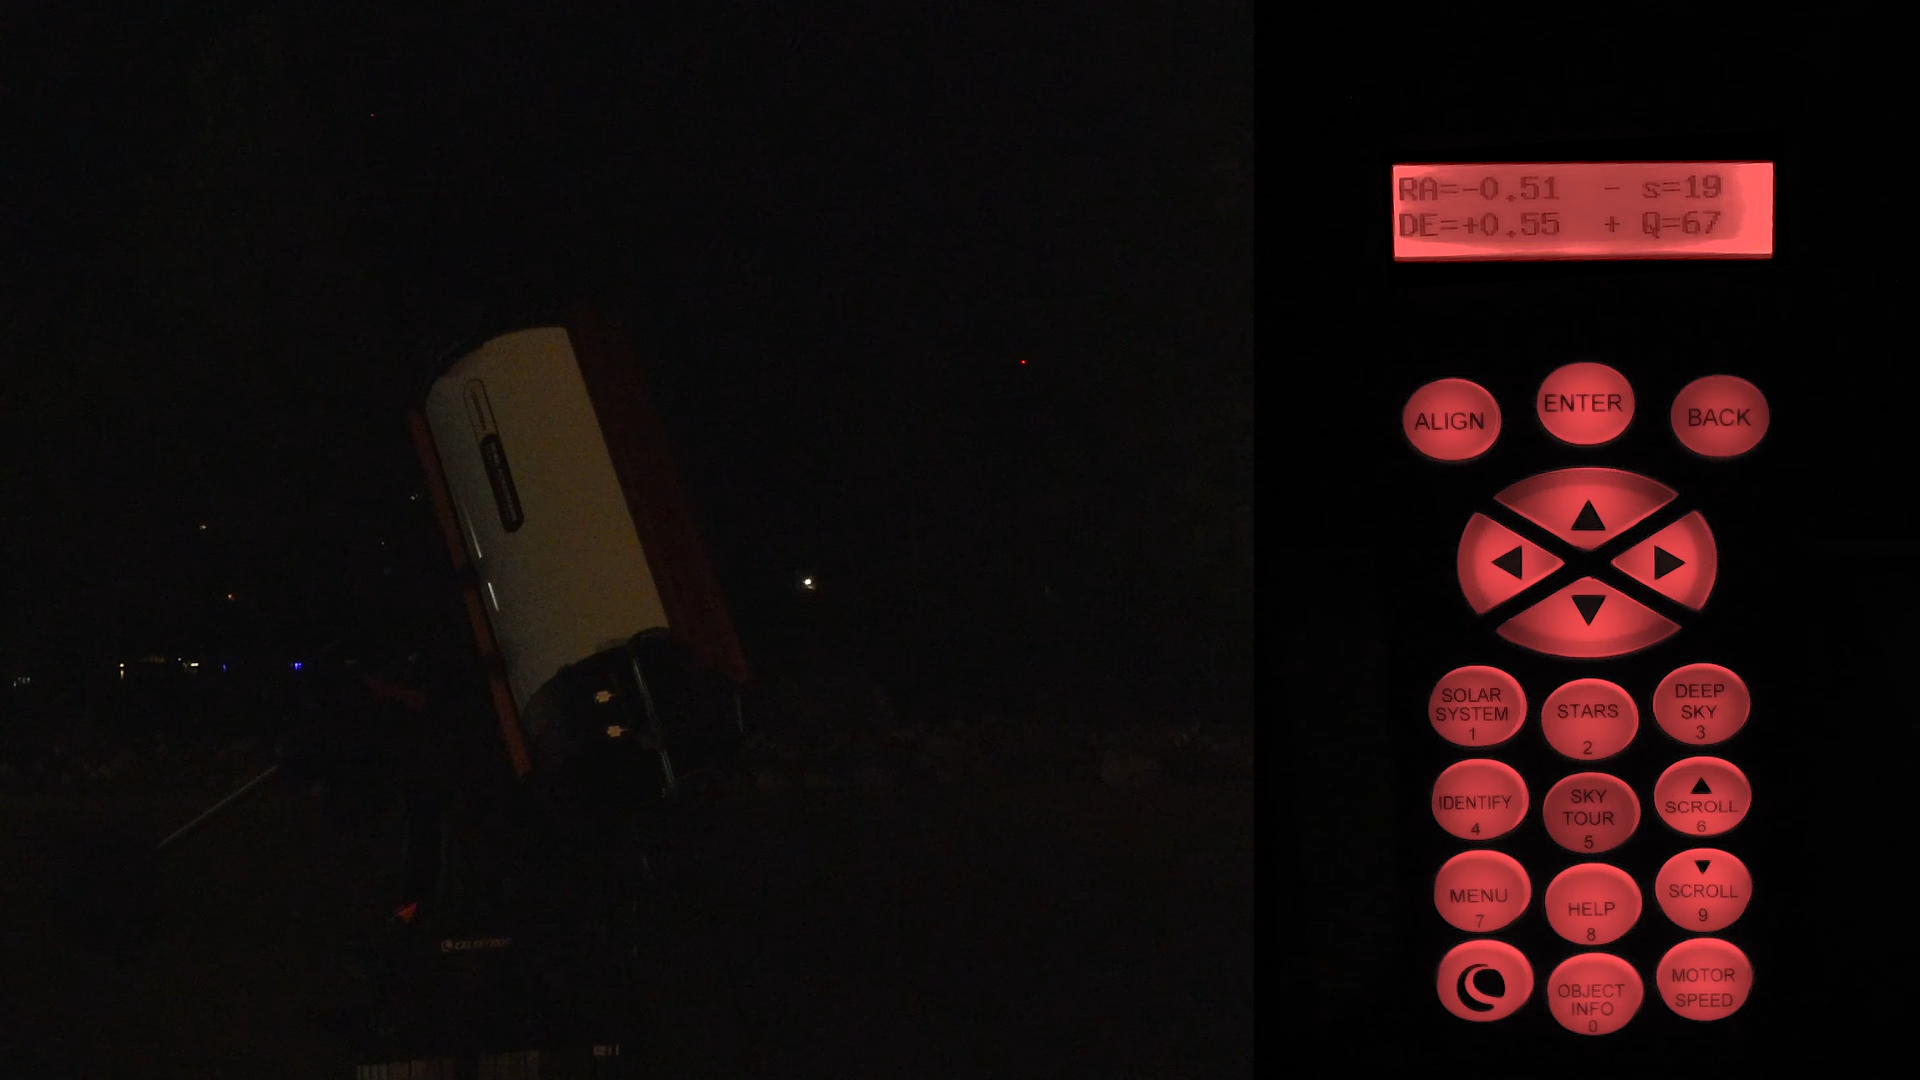 RA=-0.51 - s=19
DE=+0.55 + Q=67
ALIGN
ENTER
BACK
SOLAR
SYSTEM
1
STARS
2
DEEP
SKY
3
IDENTIFY
4
SKY
TOUR
5
SCROLL
6
MENU
7
HELP
8
SCROLL
9
OBJECT
INFO
0
MOTOR
SPEED
CELESTRON